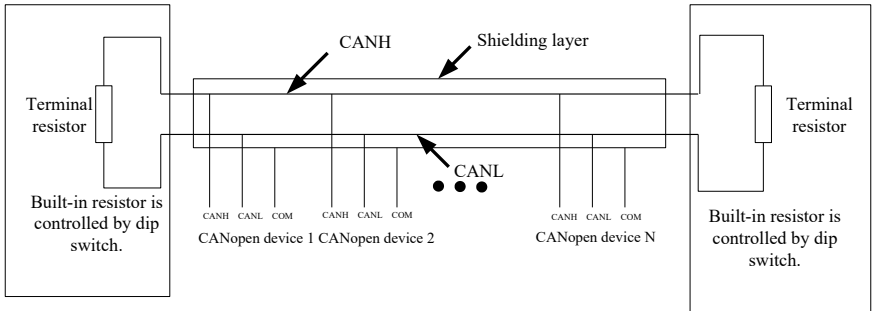 CANH
Shielding layer
Terminal
resistor
Terminal
resistor
CANL
Built-in resistor is
controlled by dip
switch.
CANH CANL COM CANH CANL COM CANH CANL COM
CANopen device 1 CANopen device 2 CANopen device N
Built-in resistor is
controlled by dip
switch.